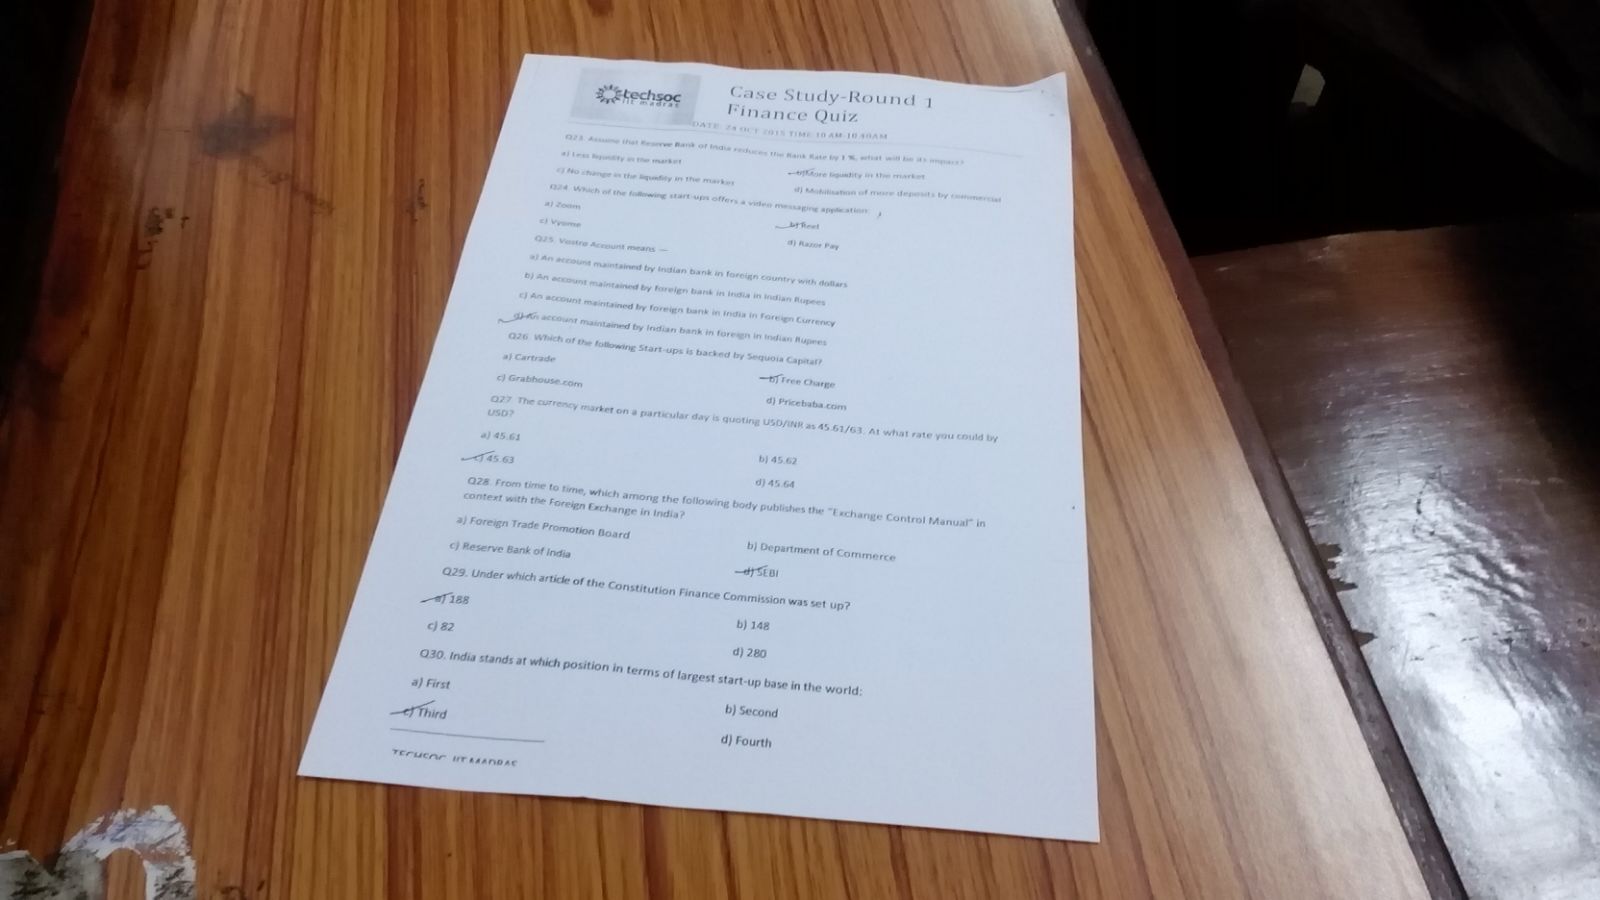 techsoc
IIT madras
Case Study-Round 1
Finance Quiz
DATE: 24 OCT 2015 TIME:10 AM-10:40AM
Q23. Assume that Reserve Bank of India reduces the Bank Rate by 1 %, what will be its impact?
a) Less liquidity in the market
b) More liquidity in the market
c) No change in the liquidity in the market
d) Mobilisation of more deposits by commercial
Q24. Which of the following start-ups offers a video messaging application:
a) Zoom
b) Reel
c) Vyome
d) Razor Pay
Q25. Vostro Account means —
a) An account maintained by Indian bank in foreign country with dollars
b) An account maintained by foreign bank in India in Indian Rupees
c) An account maintained by foreign bank in India in Foreign Currency
d) An account maintained by Indian bank in foreign in Indian Rupees
Q26. Which of the following Start-ups is backed by Sequoia Capital?
a) Cartrade
b) Free Charge
c) Grabhouse.com
d) Pricebaba.com
Q27. The currency market on a particular day is quoting USD/INR as 45.61/63. At what rate you could by
USD?
a) 45.61
b) 45.62
c) 45.63
d) 45.64
Q28. From time to time, which among the following body publishes the "Exchange Control Manual" in
context with the Foreign Exchange in India?
a) Foreign Trade Promotion Board
b) Department of Commerce
c) Reserve Bank of India
d) SEBI
Q29. Under which article of the Constitution Finance Commission was set up?
a) 188
b) 148
c) 82
d) 280
Q30. India stands at which position in terms of largest start-up base in the world:
a) First
b) Second
c) Third
d) Fourth
TECHSOC IIT MADRAS